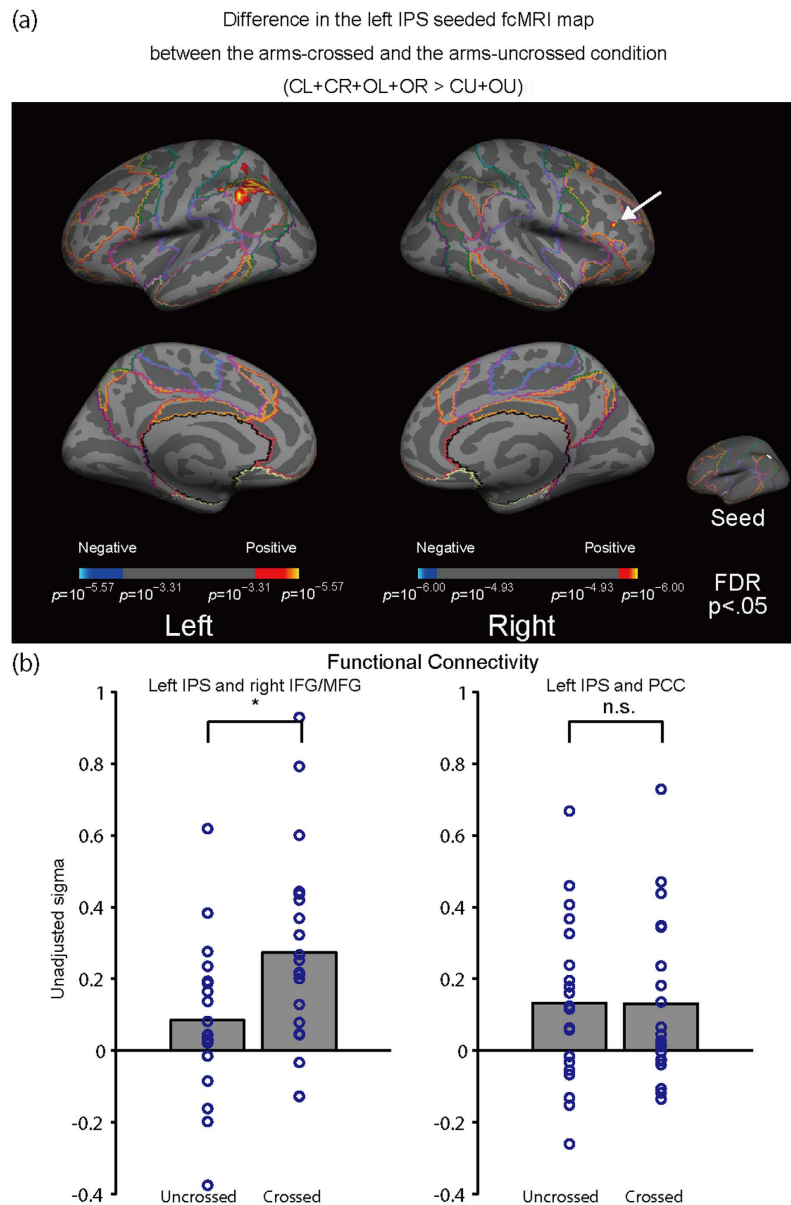 (a)
Difference in the left IPS seeded fcMRI map
between the arms-crossed and the arms-uncrossed condition
(CL+CR+OL+OR > CU+OU)
Seed
Negative Positive
p=10−5.57 p=10−3.31 p=10−3.31 p=10−5.57
Left
Negative Positive
p=10−6.00 p=10−4.93 p=10−4.93 p=10−6.00
Right
FDR
p<.05
(b)
Functional Connectivity
Left IPS and right IFG/MFG
*
Unadjusted sigma
1
0.8
0.6
0.4
0.2
0
-0.2
-0.4
Uncrossed Crossed
Left IPS and PCC
n.s.
1
0.8
0.6
0.4
0.2
0
-0.2
-0.4
Uncrossed Crossed